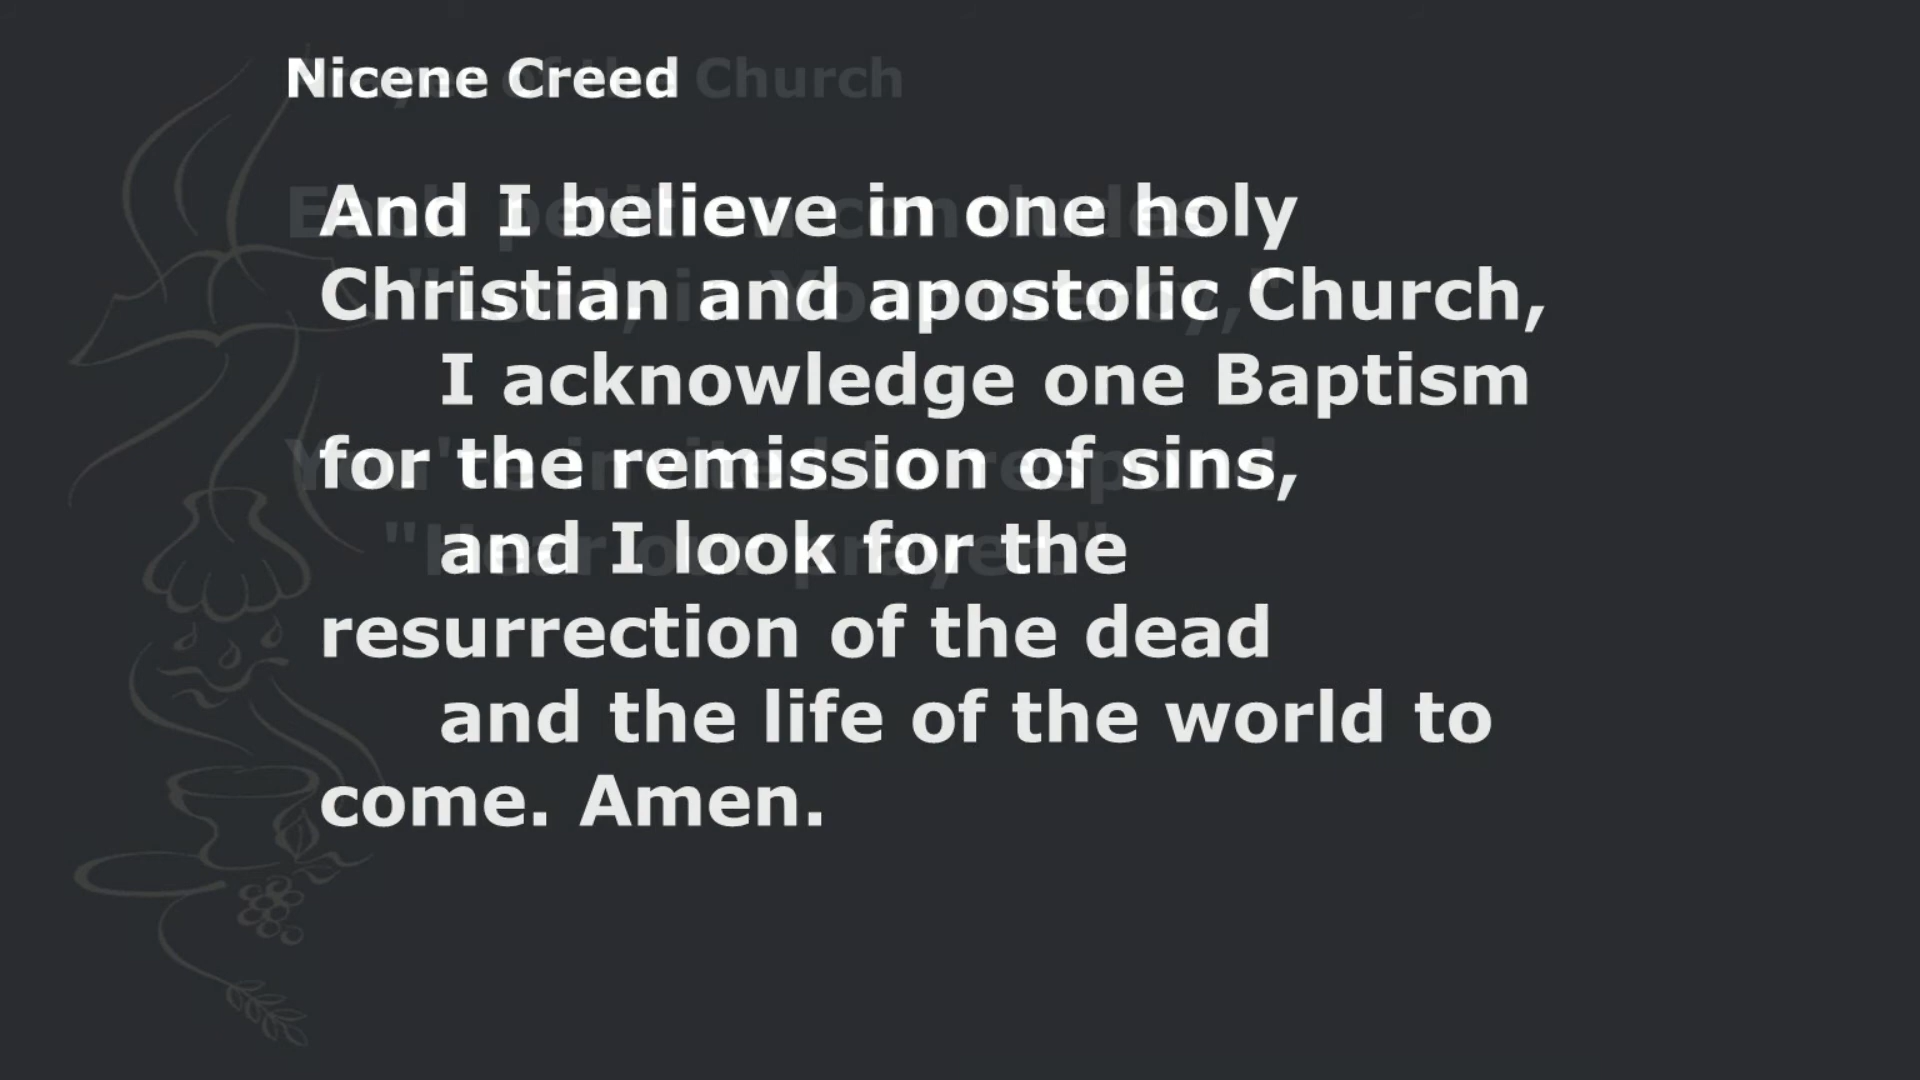 Nicene Creed
And I believe in one holy
Christian and apostolic Church,
I acknowledge one Baptism
for the remission of sins,
and I look for the
resurrection of the dead
and the life of the world to
come. Amen.